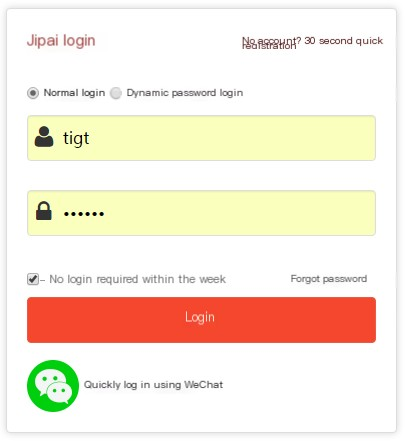 Jipai login
No account? 30 second quick
registration
Normal login Dynamic password login
tigt
••••••
- No login required within the week
Forgot password
Login
Quickly log in using WeChat